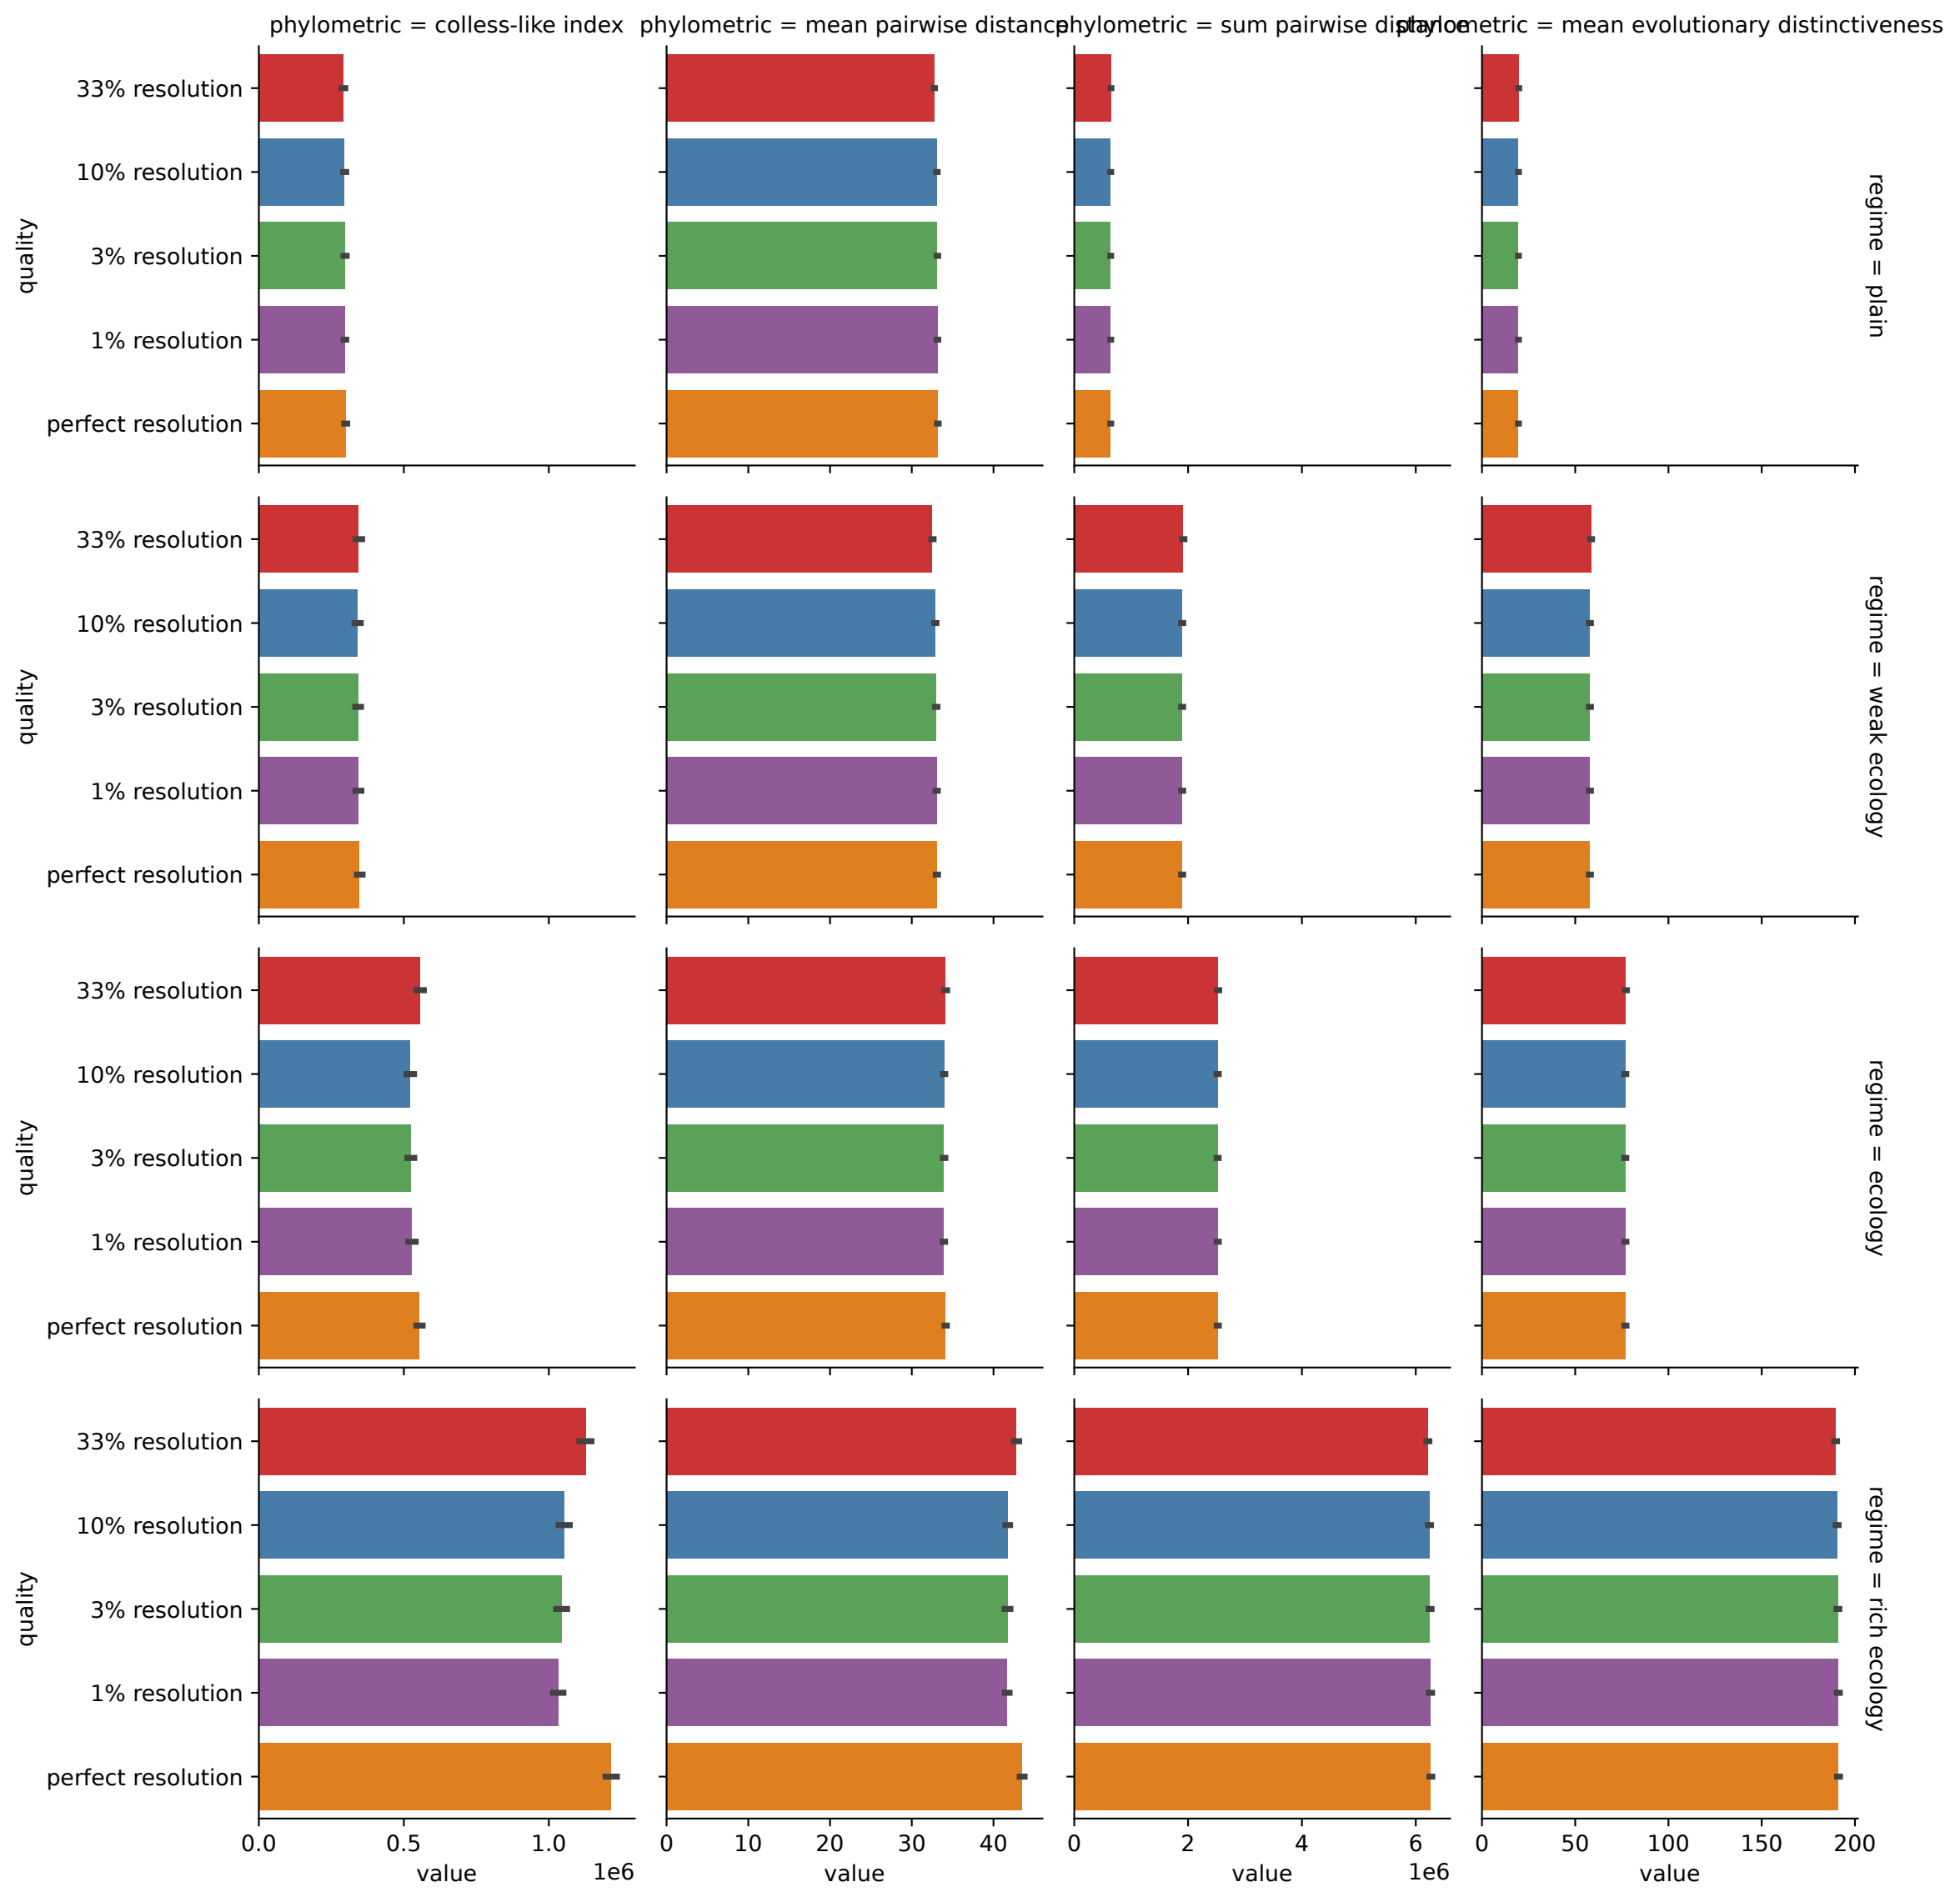 phylometric = colless-like index
phylometric = mean pairwise distance
phylometric = sum pairwise distance
phylometric = mean evolutionary distinctiveness
quality
33% resolution
10% resolution
3% resolution
1% resolution
perfect resolution
regime = plain
quality
33% resolution
10% resolution
3% resolution
1% resolution
perfect resolution
regime = weak ecology
quality
33% resolution
10% resolution
3% resolution
1% resolution
perfect resolution
regime = ecology
quality
33% resolution
10% resolution
3% resolution
1% resolution
perfect resolution
regime = rich ecology
0.0 0.5 1.0
1e6
value
0 10 20 30 40
value
0 2 4 6
1e6
value
0 50 100 150 200
value